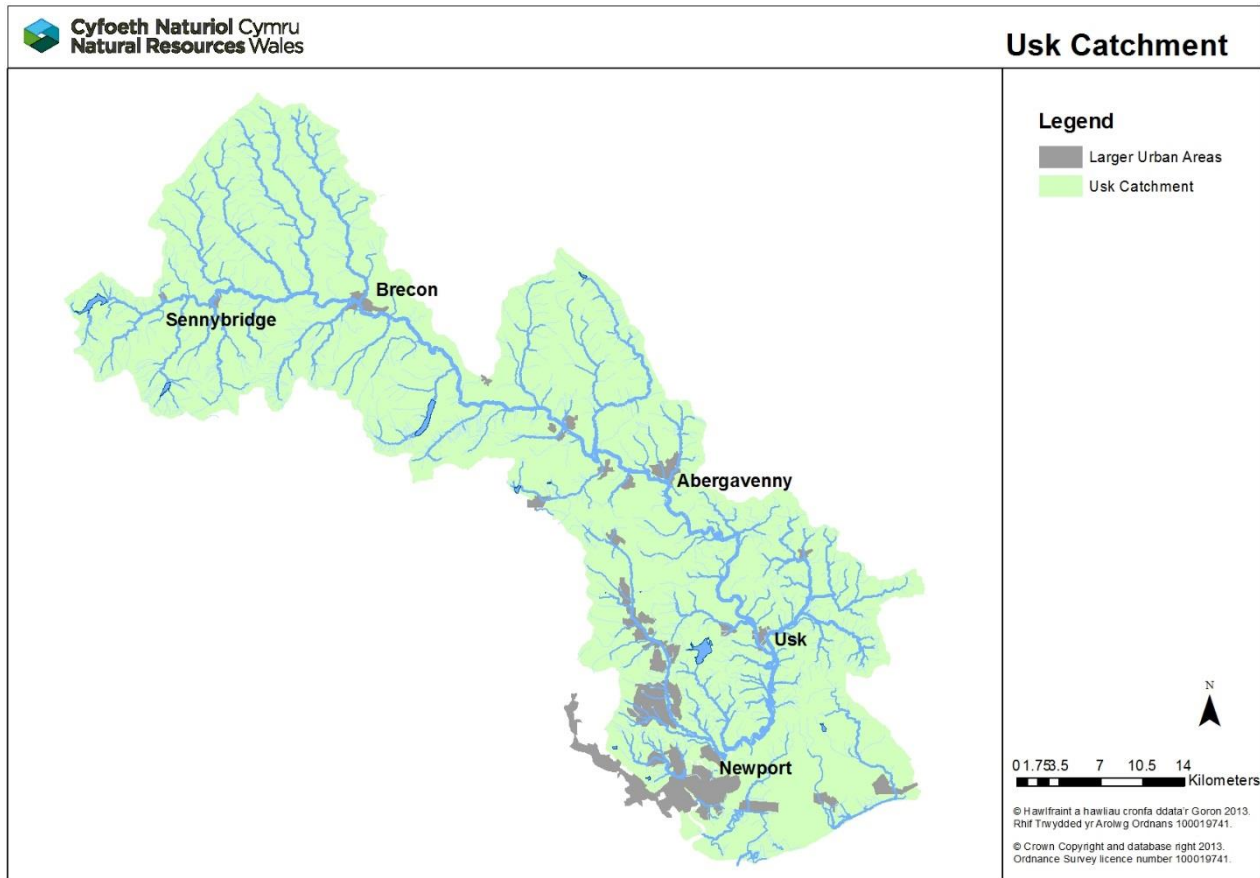 Cyfoeth Naturiol Cymru
Natural Resources Wales
Usk Catchment
Legend
Larger Urban Areas
Usk Catchment
Brecon
Sennybridge
Abergavenny
Usk
Newport
N
0 1.75 3.5 7 10.5 14
Kilometers
© Hawlfraint a hawliau cronfa ddata'r Goron 2013.
Rhif Trwydded yr Arolwg Ordnans 100019741.
© Crown Copyright and database right 2013.
Ordnance Survey licence number 100019741.